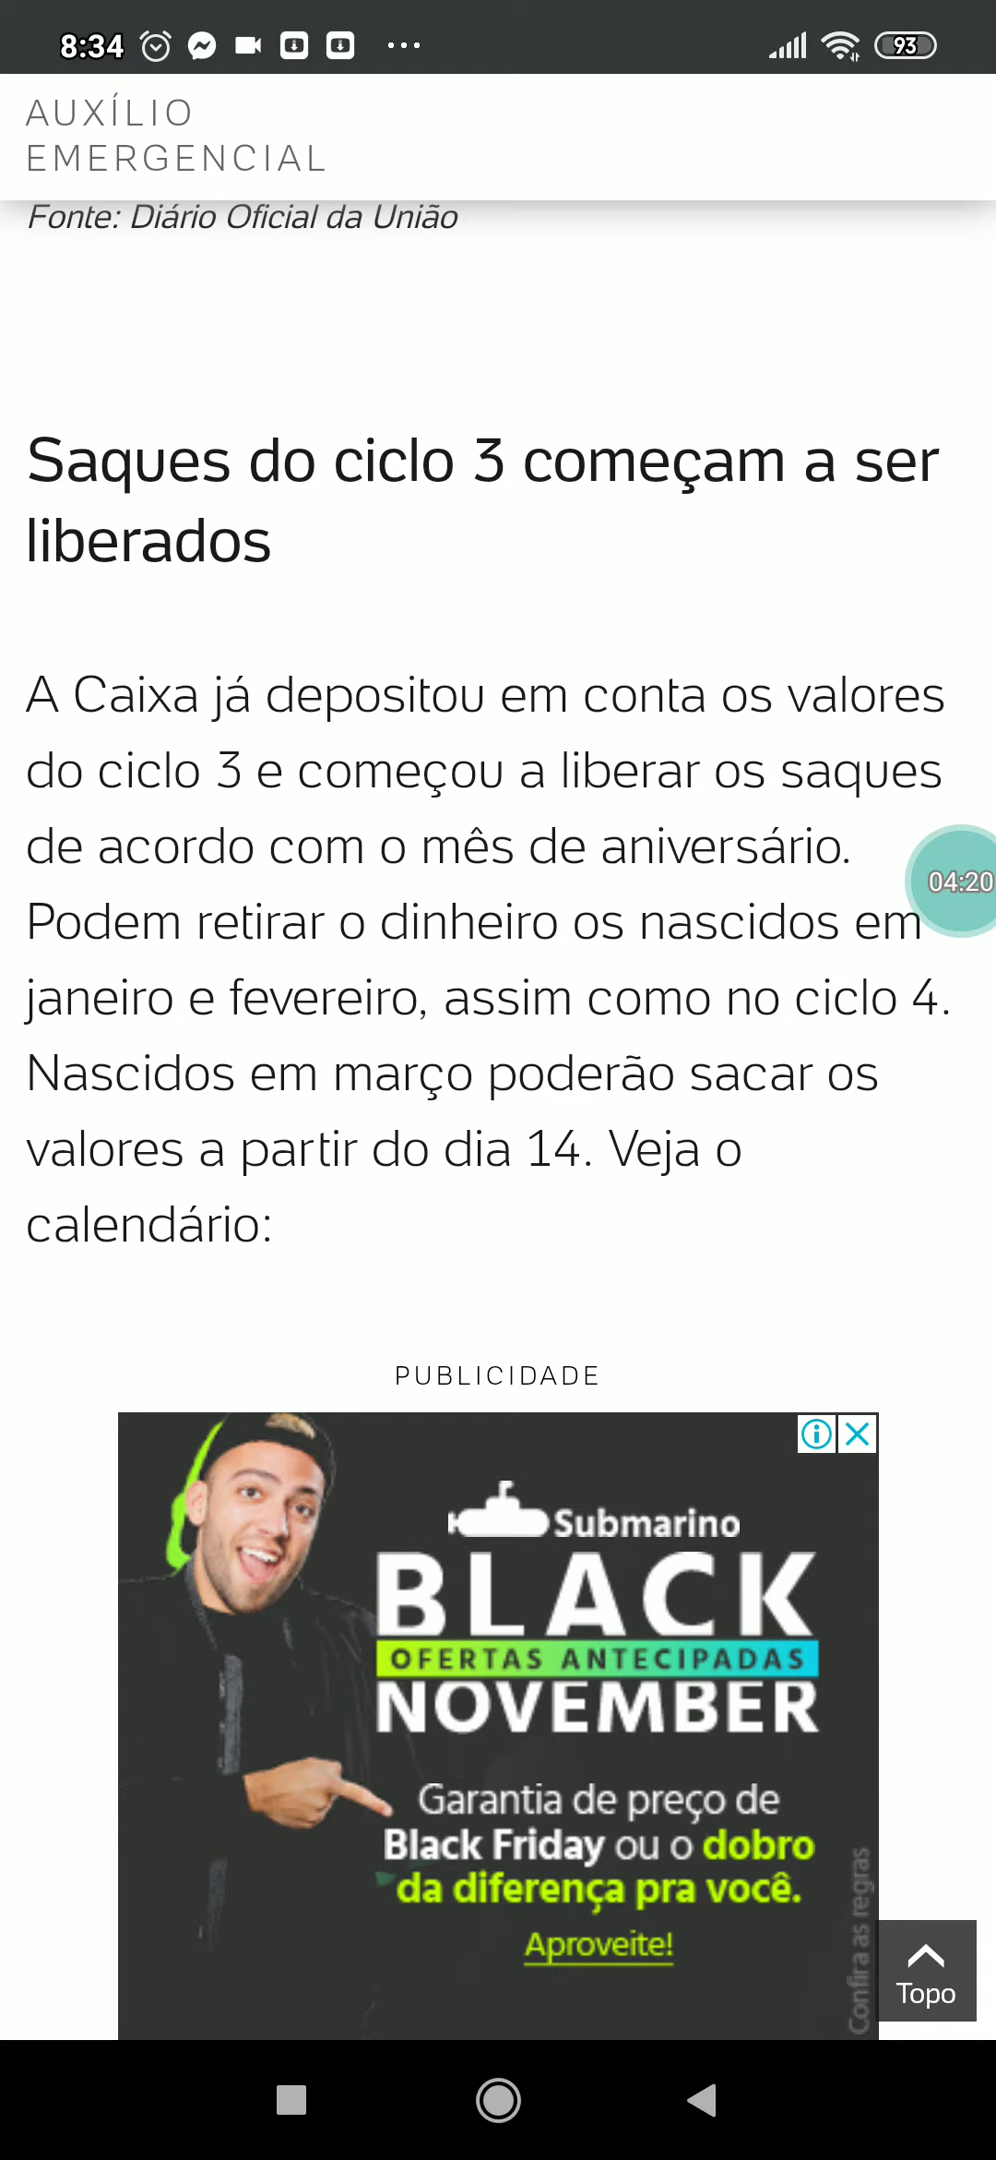 8:34
93
AUXÍLIO
EMERGENCIAL
Fonte: Diário Oficial da União
Saques do ciclo 3 começam a ser
liberados
A Caixa já depositou em conta os valores
do ciclo 3 e começou a liberar os saques
de acordo com o mês de aniversário.
04:20
Podem retirar o dinheiro os nascidos em
janeiro e fevereiro, assim como no ciclo 4.
Nascidos em março poderão sacar os
valores a partir do dia 14. Veja o
calendário:
PUBLICIDADE
Submarino
BLACK
OFERTAS ANTECIPADAS
NOVEMBER
Garantia de preço de
Black Friday ou o dobro
da diferença pra você.
Aproveite!
Confira as regras
Topo